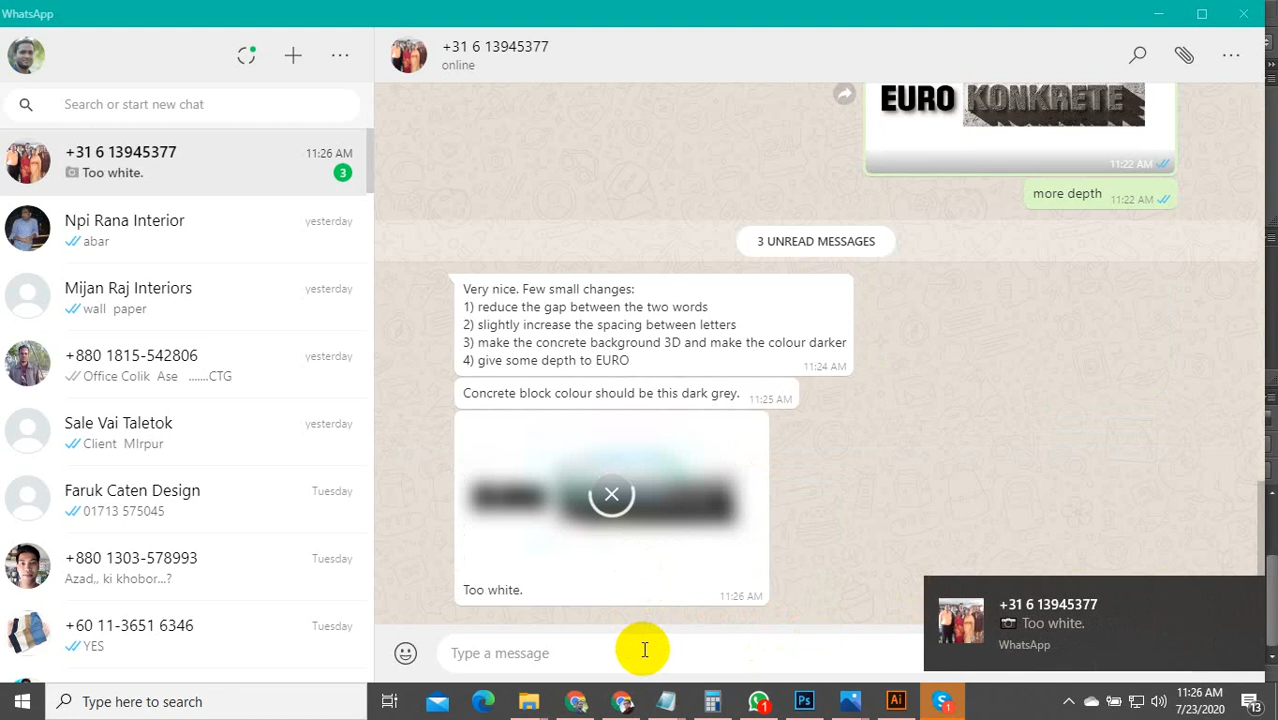 WhatsApp
+31 6 13945377
online
Search or start new chat
+31 6 13945377
11:26 AM
Too white.
3
Npi Rana Interior
yesterday
abar
Mijan Raj Interiors
yesterday
wall paper
+880 1815-542806
yesterday
Office Colik Ase .......CTG
Sale Vai Taletok
yesterday
Client MIrpur
Faruk Caten Design
Tuesday
01713 575045
+880 1303-578993
Tuesday
Azad,, ki khobor...?
+60 11-3651 6346
Tuesday
YES
EURO KONKRETE
11:22 AM
more depth
11:22 AM
3 UNREAD MESSAGES
Very nice. Few small changes:
1) reduce the gap between the two words
2) slightly increase the spacing between letters
3) make the concrete background 3D and make the colour darker
4) give some depth to EURO
11:24 AM
Concrete block colour should be this dark grey.
11:25 AM
Too white.
11:26 AM
Type a message
+31 6 13945377
Too white.
WhatsApp
Type here to search
1
Ps
Ai
S
1
11:26 AM
7/23/2020
13